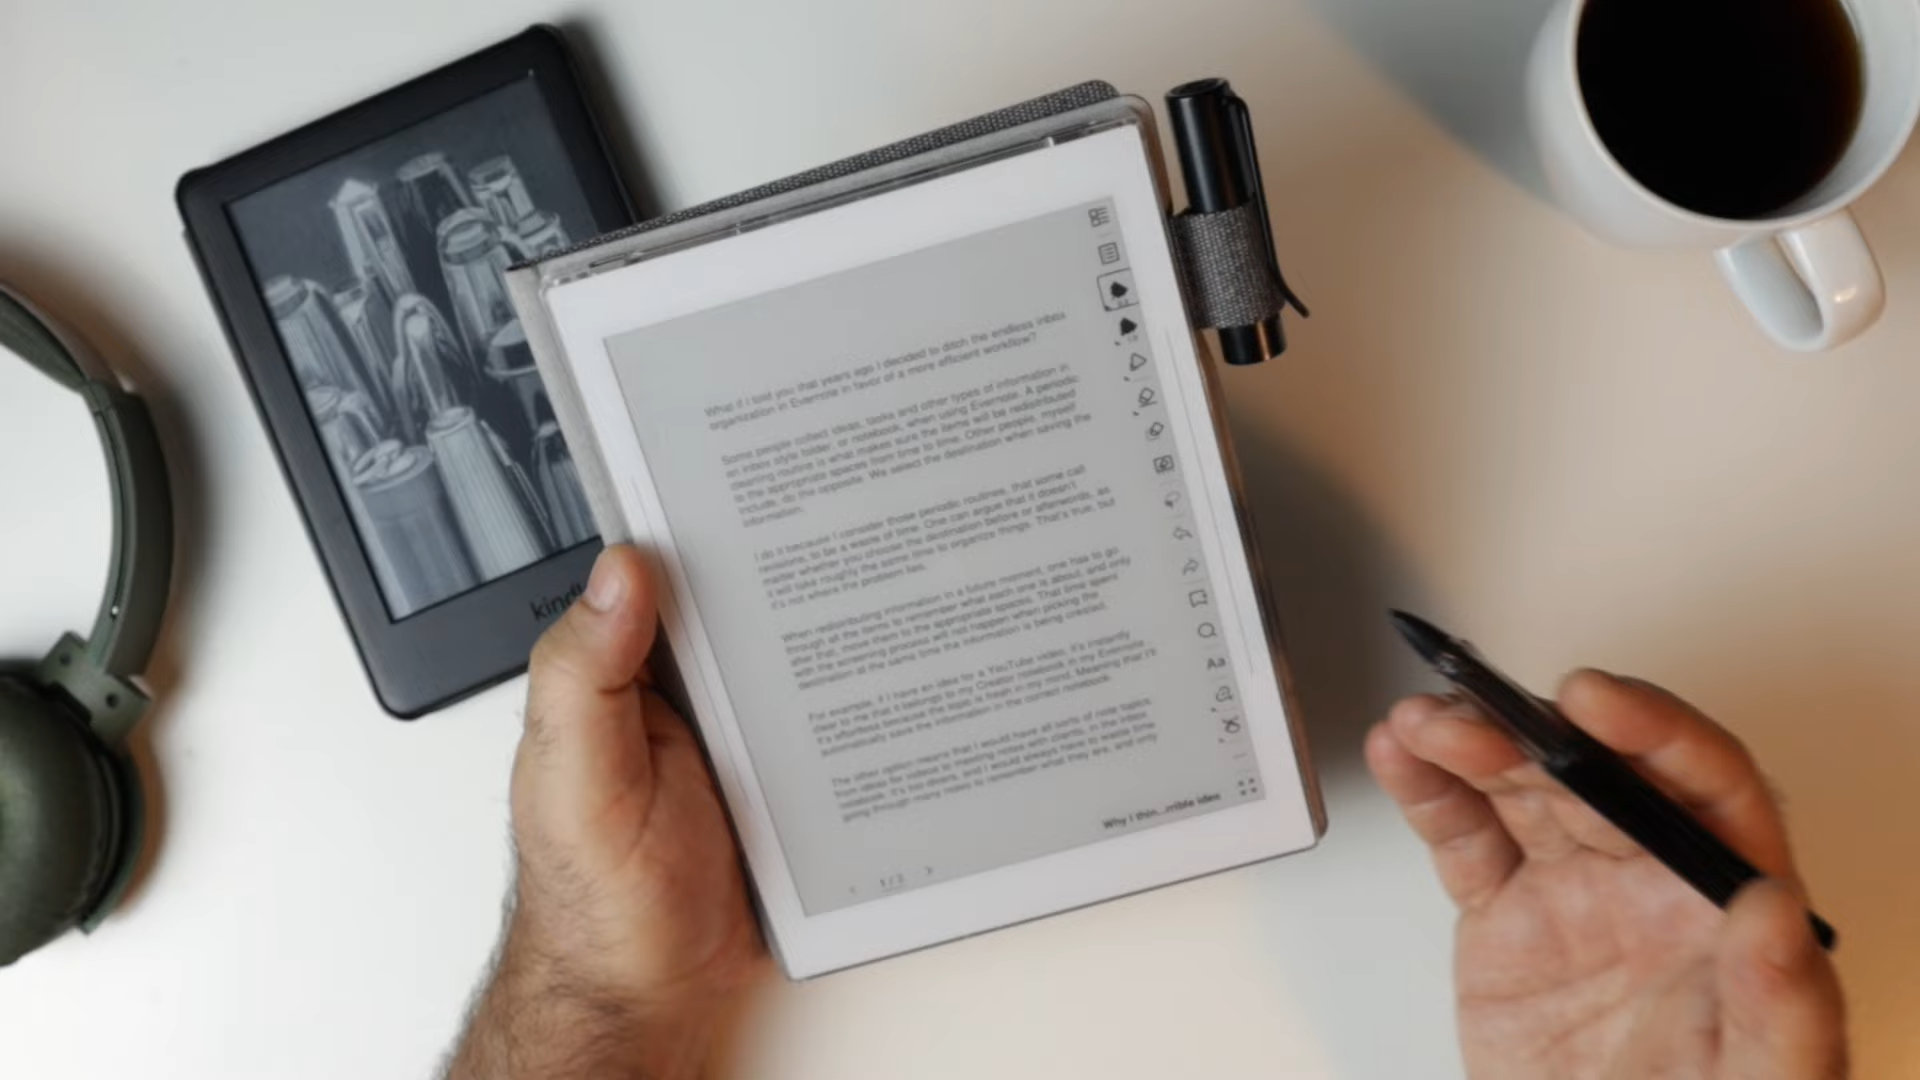 What if I told you that years ago I decided to ditch the endless inbox
organization in Evernote in favor of a more efficient workflow?
Some people collect ideas, tasks and other types of information in
an inbox style folder, or notebook, when using Evernote. A periodic
cleaning routine is what makes sure the items will be redistributed
to the appropriate spaces from time to time. Other people, myself
include, do the opposite. We select the destination when saving the
information.
I do it because I consider those periodic routines, that some call
revisions, to be a waste of time. One can argue that it doesn't
matter whether you choose the destination before or afterwords, as
it will take roughly the same time to organize things. That's true, but
it's not where the problem lies.
When redistributing information in a future moment, one has to go
through all the items to remember what each one is about, and only
after that, move them to the appropriate spaces. That time spent
with the screening process will not happen when picking the
destination at the same time the information is being created.
For example, if I have an idea for a YouTube video, it's instantly
clear to me that it belongs to my Creator notebook in my Evernote.
It's effortless because the topic is fresh in my mind. Meaning that I'll
automatically save the information in the correct notebook.
The other option means that I would have all sorts of note topics,
from ideas for videos to meeting notes with clients, in the inbox
notebook. It's too divers, and I would always have to waste time
going through many notes to remember what they are, and only
Why I thin...rrible idea
< 1 / 2 >
Aa